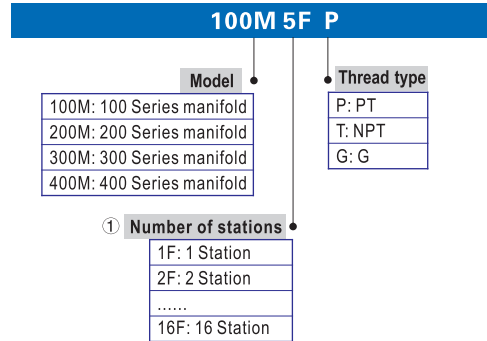 100M 5F P
Model
100M: 100 Series manifold
200M: 200 Series manifold
300M: 300 Series manifold
400M: 400 Series manifold
Thread type
P: PT
T: NPT
G: G
① Number of stations
1F: 1 Station
2F: 2 Station
......
16F: 16 Station